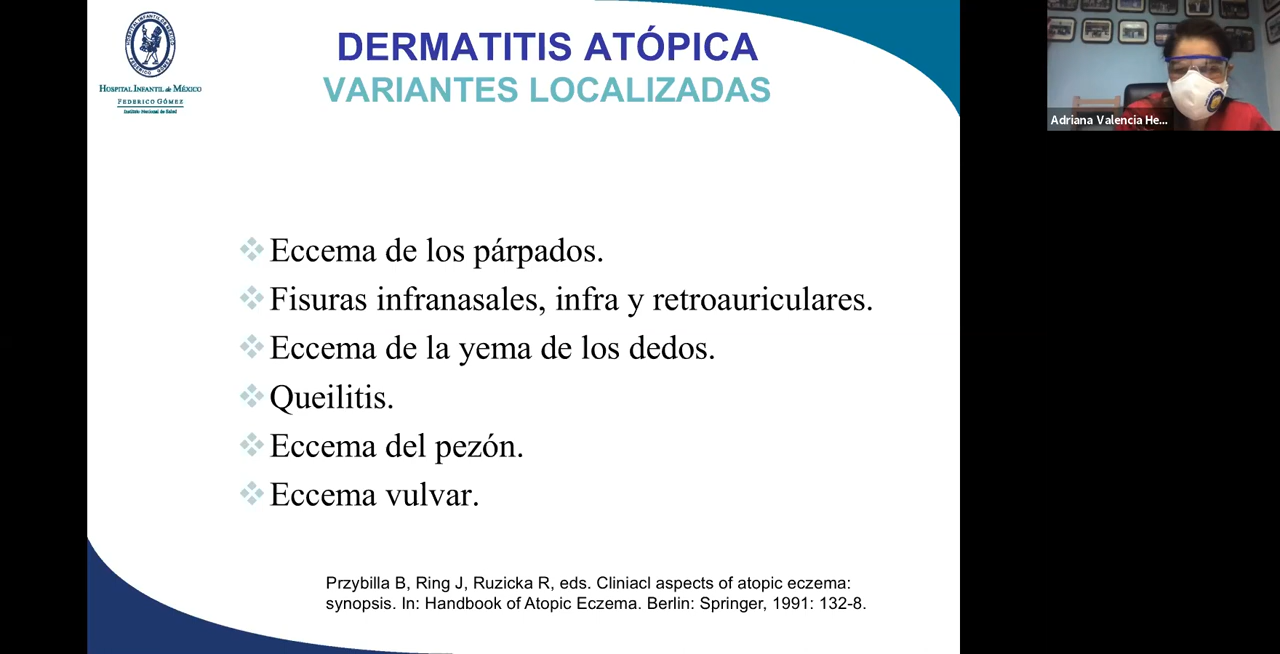 DERMATITIS ATÓPICA
VARIANTES LOCALIZADAS
HOSPITAL INFANTIL de MÉXICO
FEDERICO GÓMEZ
Instituto Nacional de Salud
Adriana Valencia He...
Eccema de los párpados.
Fisuras infranasales, infra y retroauriculares.
Eccema de la yema de los dedos.
Queilitis.
Eccema del pezón.
Eccema vulvar.
Przybilla B, Ring J, Ruzicka R, eds. Cliniacl aspects of atopic eczema:
synopsis. In: Handbook of Atopic Eczema. Berlin: Springer, 1991: 132-8.